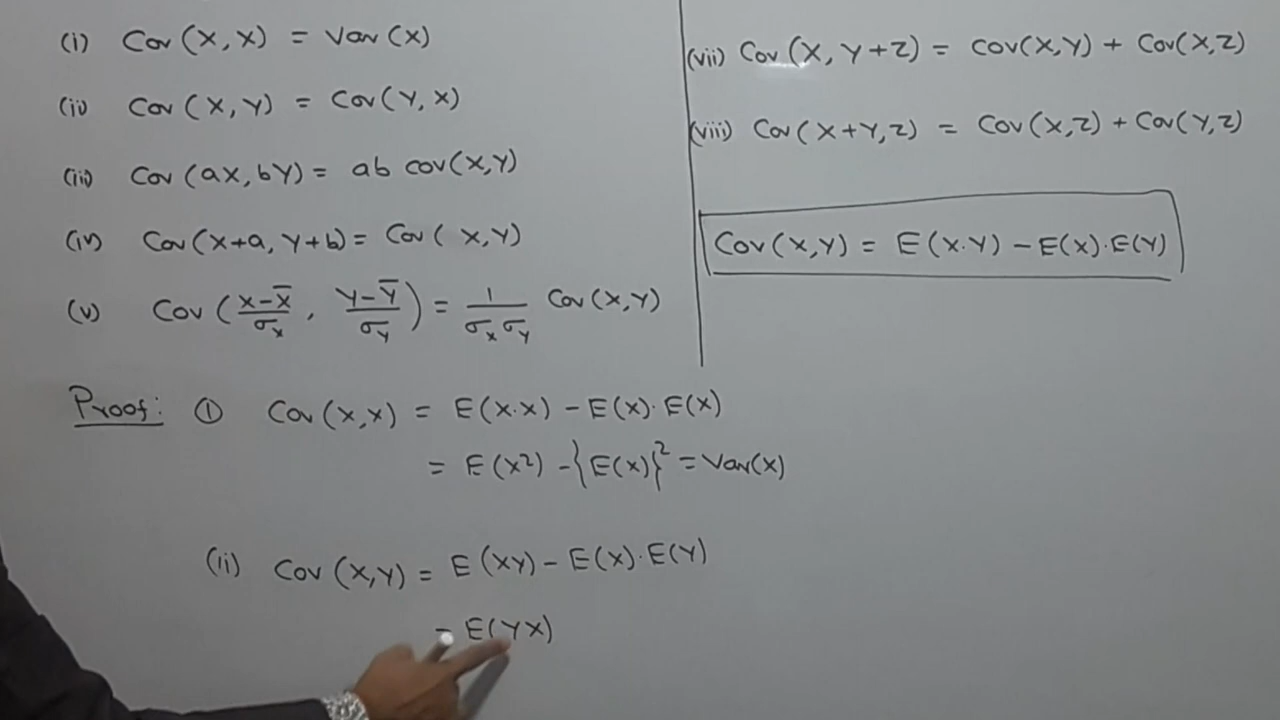 (i) Cov (X, X) = Var (X)
(ii) Cov (X, Y) = Cov (Y, X)
(iii) Cov (aX, bY) = ab cov (X, Y)
(iv) Cov (X+a, Y+b) = Cov ( X, Y)
(v) Cov ( (X-X̄)/σₓ , (Y-Ȳ)/σᵧ ) = 1/(σₓ σᵧ) Cov (X, Y)
(vii) Cov (X, Y+Z) = Cov(X,Y) + Cov(X,Z)
(viii) Cov (X+Y, Z) = Cov (X,Z) + Cov (Y,Z)
Cov (X,Y) = E (X·Y) - E(X)·E(Y)
Proof: ① Cov (X,X) = E (X·X) - E(X)· E(X)
= E (X²) - {E(X)}² = Var(X)
(ii) Cov (X,Y) = E (XY) - E(X)·E(Y)
= E(YX)